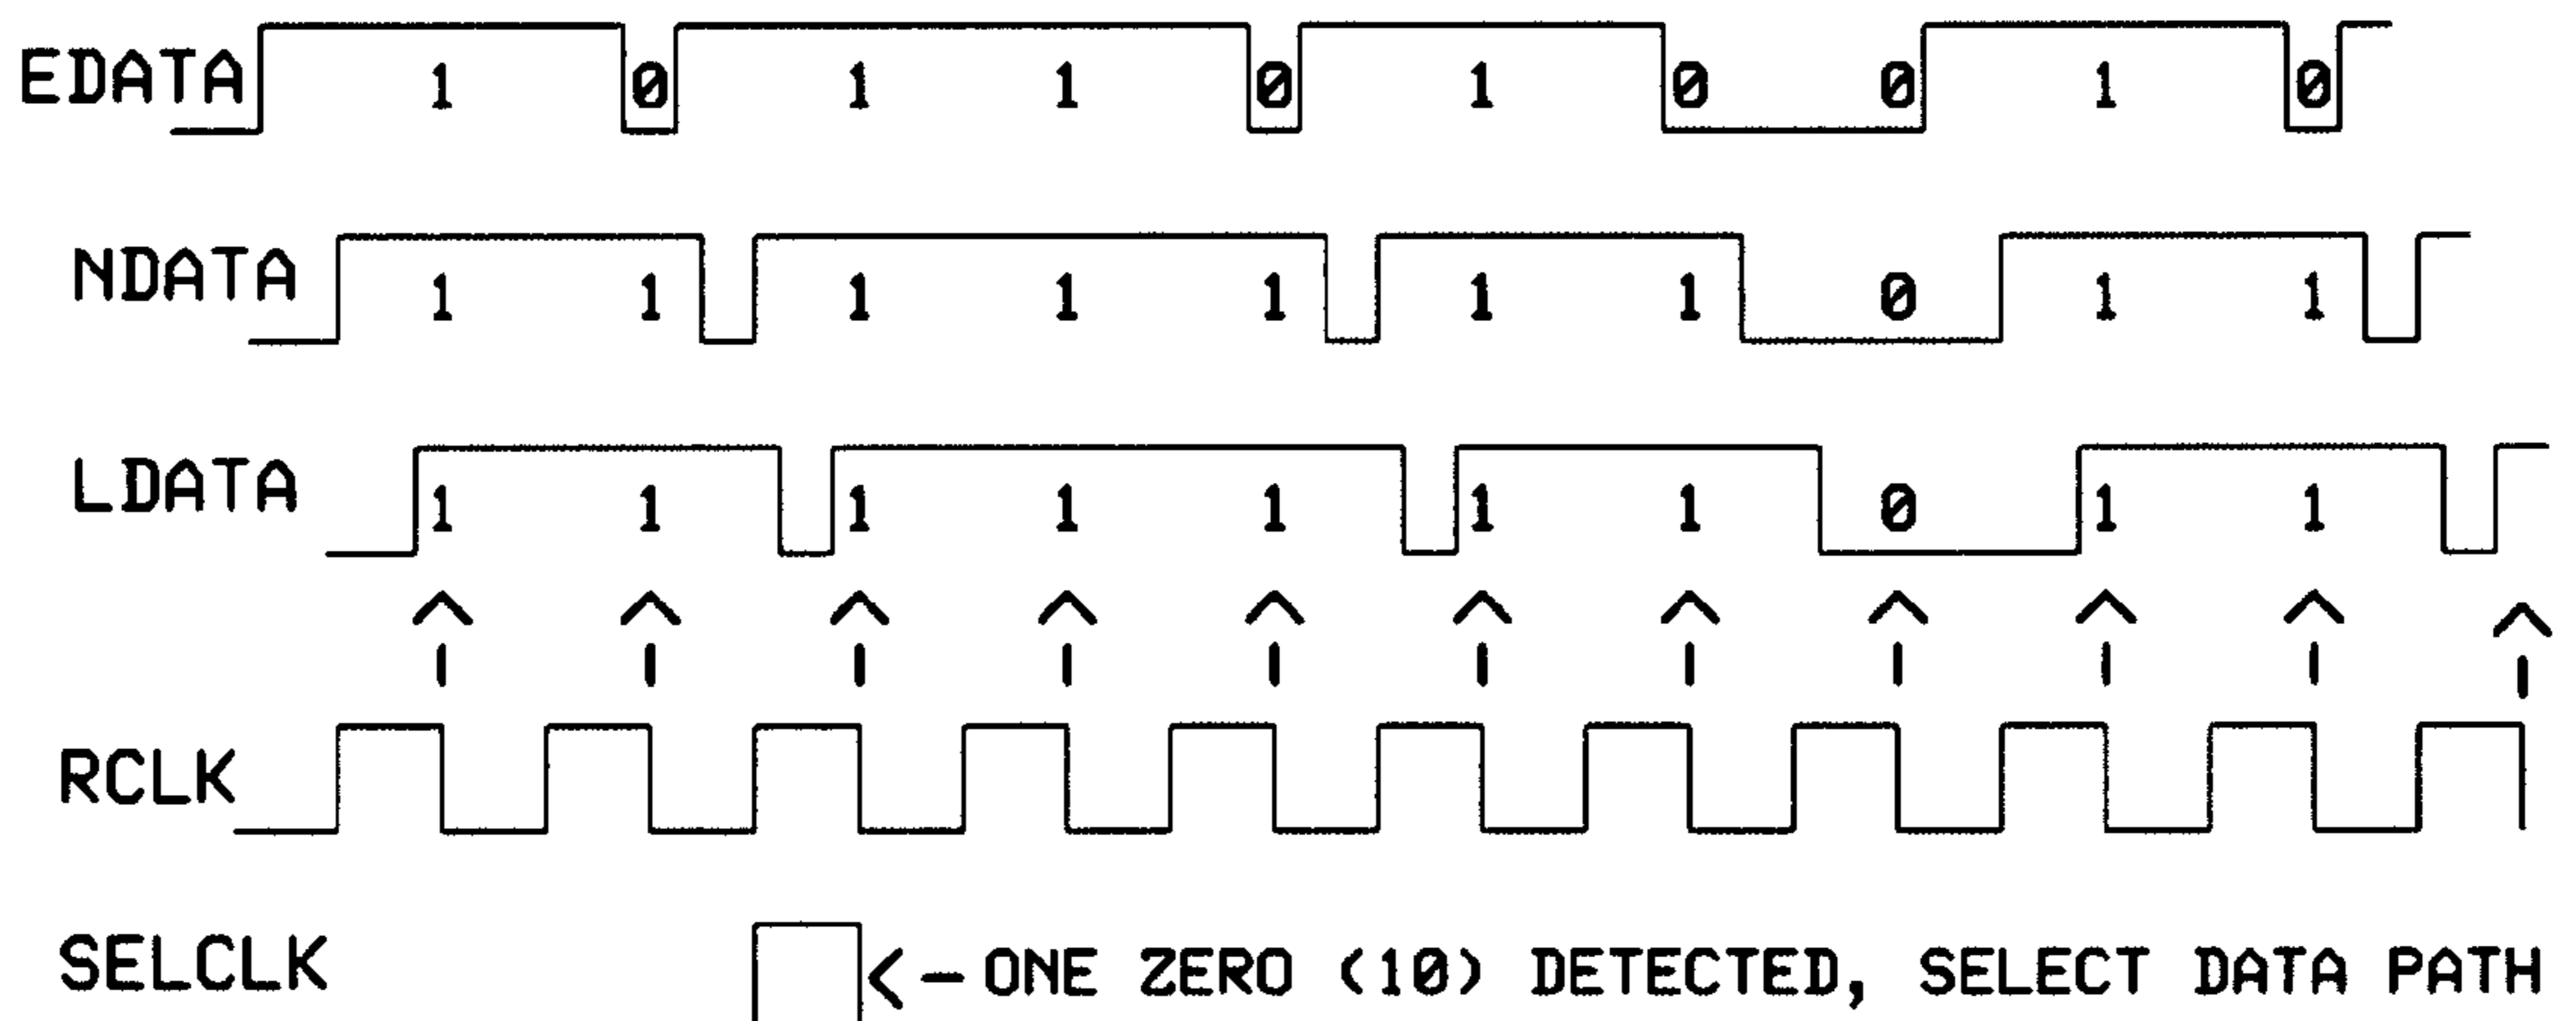 EDATA 1 0 1 1 0 1 0 0 1 0
NDATA 1 1 1 1 1 1 1 0 1 1
LDATA 1 1 1 1 1 1 1 0 1 1
RCLK
SELCLK <-ONE ZERO (10) DETECTED, SELECT DATA PATH